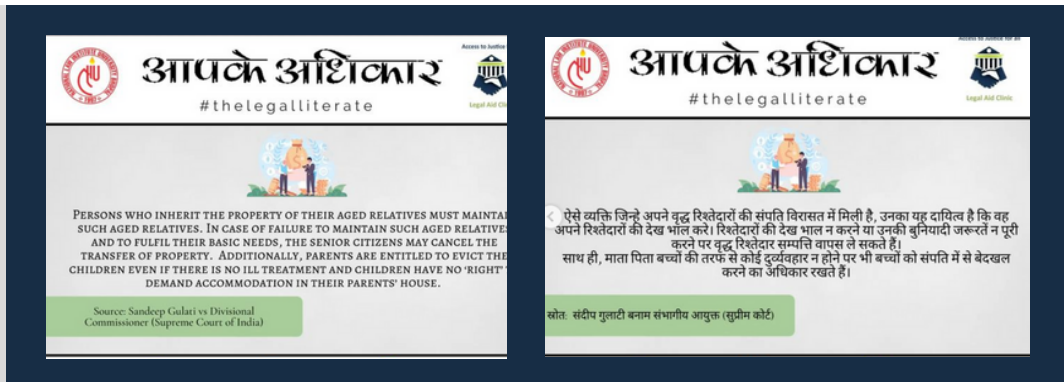 Access to Justice
आपके अधिकार
#thelegalliterate
Legal Aid Cli
PERSONS WHO INHERIT THE PROPERTY OF THEIR AGED RELATIVES MUST MAINTAI
SUCH AGED RELATIVES. IN CASE OF FAILURE TO MAINTAIN SUCH AGED RELATIVES
AND TO FULFIL THEIR BASIC NEEDS, THE SENIOR CITIZENS MAY CANCEL THE
TRANSFER OF PROPERTY. ADDITIONALLY, PARENTS ARE ENTITLED TO EVICT THE
CHILDREN EVEN IF THERE IS NO ILL TREATMENT AND CHILDREN HAVE NO 'RIGHT'
DEMAND ACCOMMODATION IN THEIR PARENTS' HOUSE.
Source: Sandeep Gulati vs Divisional
Commissioner (Supreme Court of India)
Access to Justice for all
आपके अधिकार
#thelegalliterate
Legal Aid Clinic
ऐसे व्यक्ति जिन्हे अपने वृद्ध रिश्तेदारों की संपति विरासत में मिली है, उनका यह दायित्व है कि वह
अपने रिश्तेदारों की देख भाल करे। रिश्तेदारों की देख भाल न करने या उनकी बुनियादी जरूरतें न पूरी
करने पर वृद्ध रिश्तेदार सम्पत्ति वापस ले सकते हैं।
साथ ही, माता पिता बच्चों की तरफ से कोई दुर्व्यवहार न होने पर भी बच्चों को संपति में से बेदखल
करने का अधिकार रखते हैं।
स्रोत: संदीप गुलाटी बनाम संभागीय आयुक्त (सुप्रीम कोर्ट)